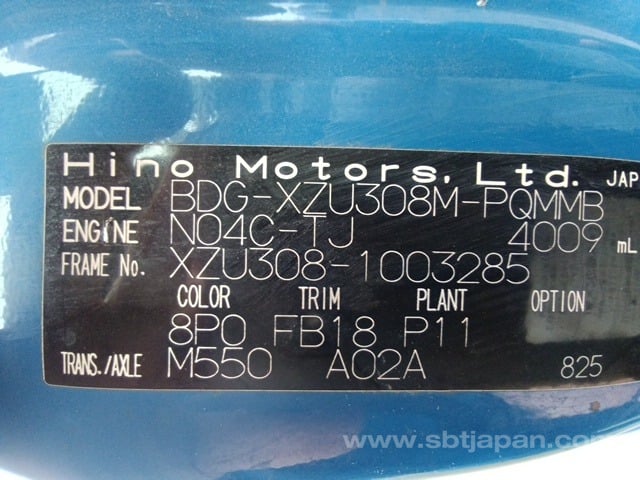 Hino Motors, Ltd. JAP
MODEL BDG-XZU308M-PQMMB
ENGINE N04C-TJ 4009 mL
FRAME No. XZU308-1003285
COLOR TRIM PLANT OPTION
8P0 FB18 P11
TRANS./AXLE M550 A02A 825
www.sbtjapan.com